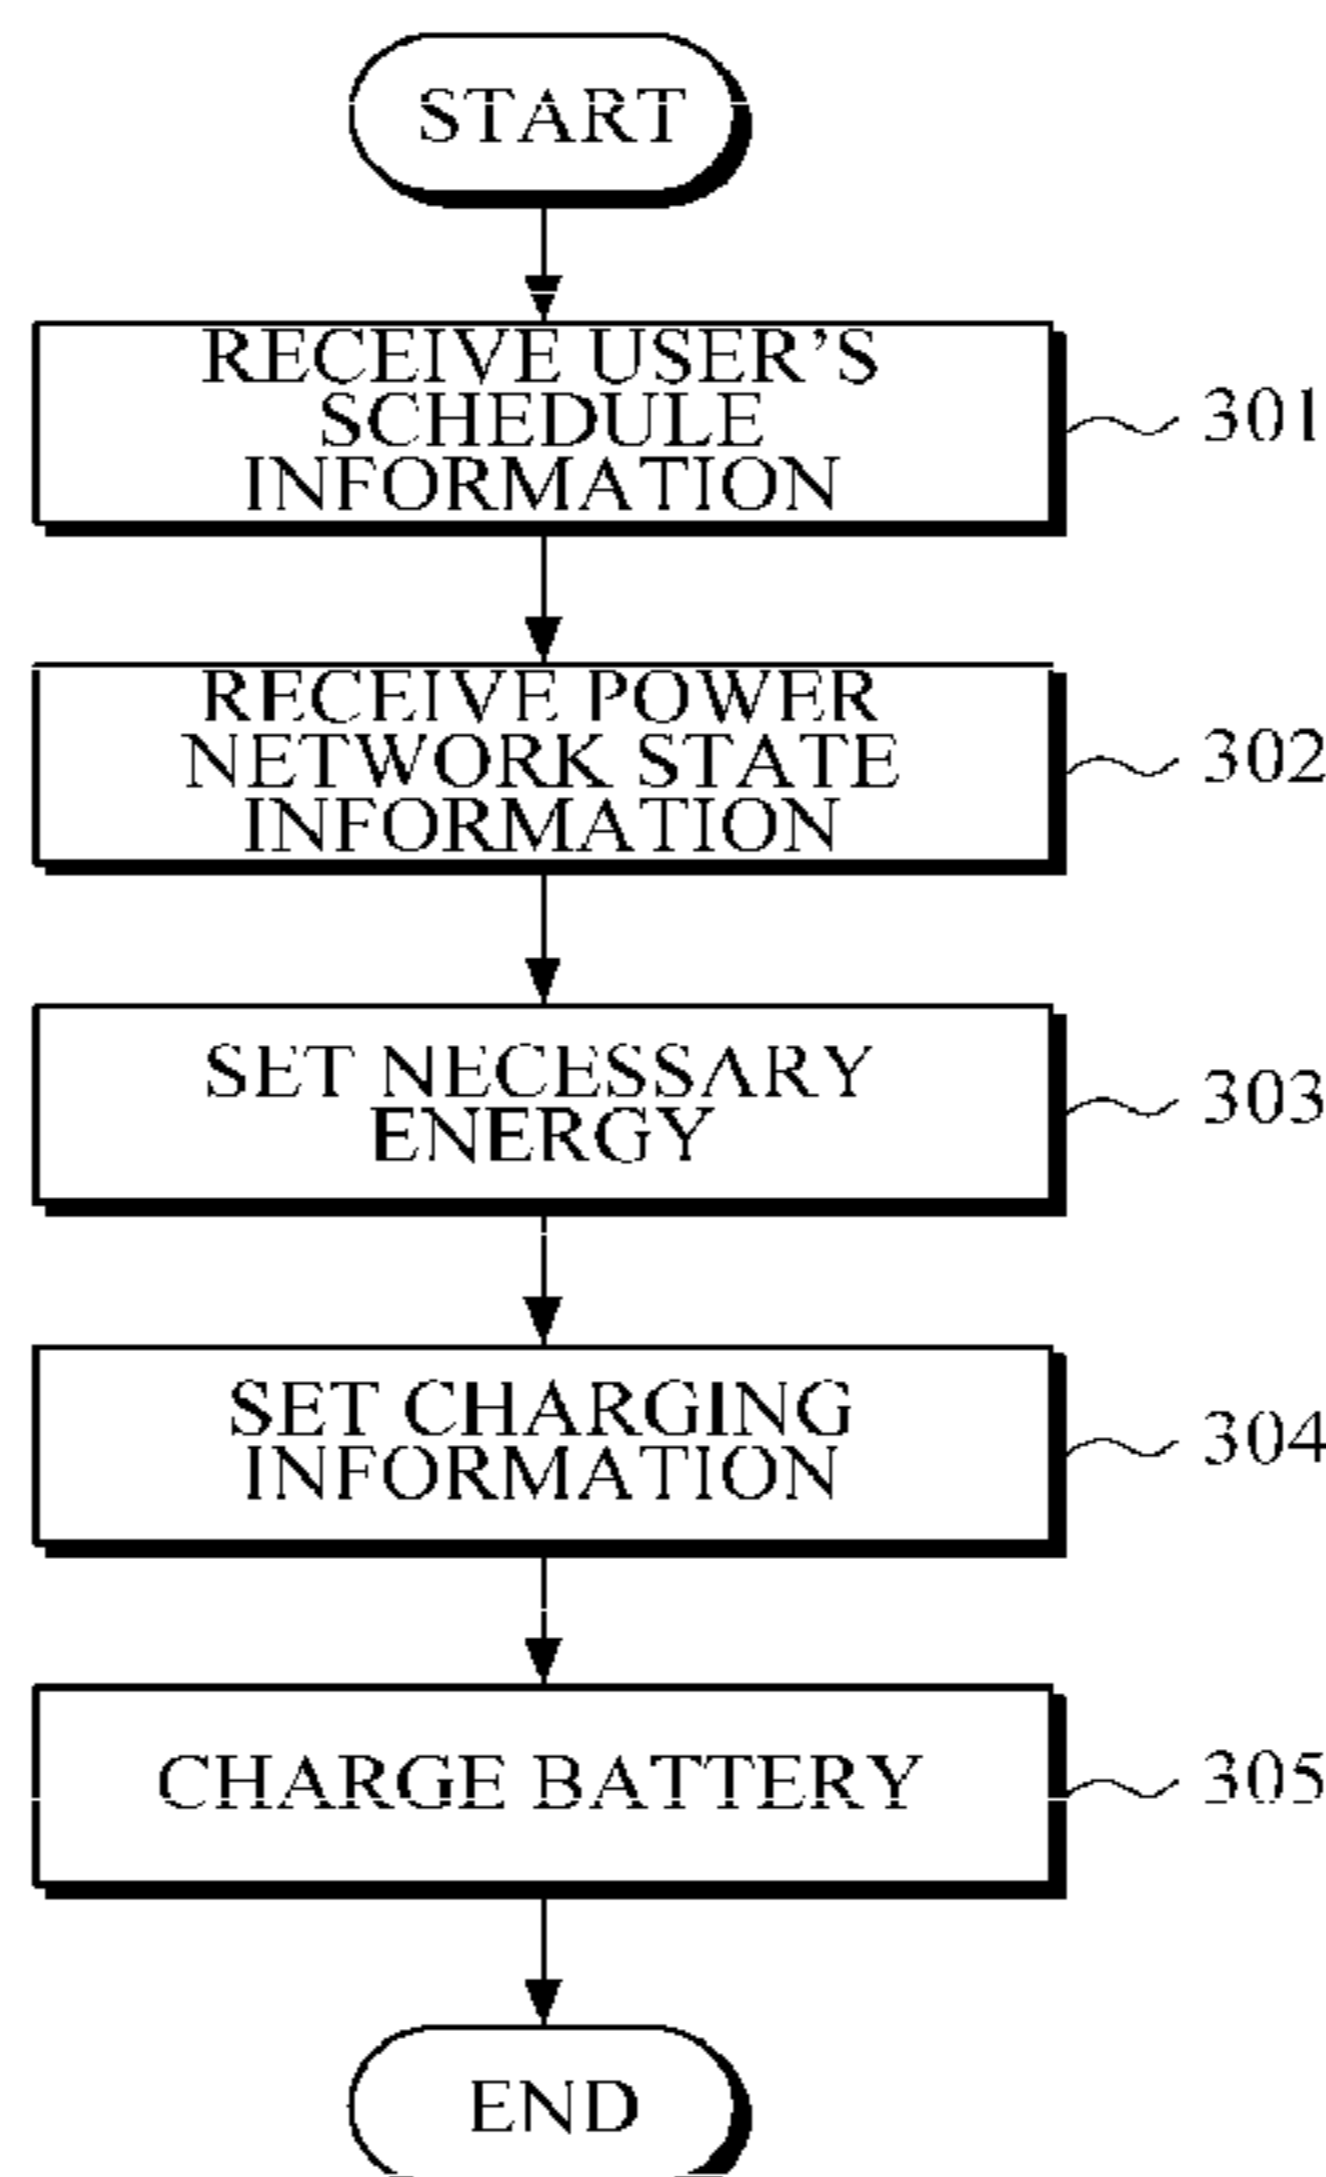 START
RECEIVE USER'S
SCHEDULE
INFORMATION
301
RECEIVE POWER
NETWORK STATE
INFORMATION
302
SET NECESSARY
ENERGY
303
SET CHARGING
INFORMATION
304
CHARGE BATTERY
305
END